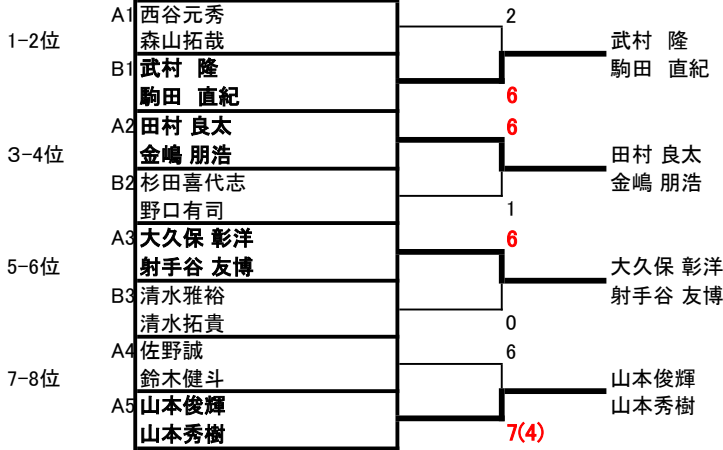 A1 西谷元秀 2
1-2位 森山拓哉 武村 隆
B1 武村 隆 駒田 直紀
駒田 直紀 6
A2 田村 良太 6
3-4位 金嶋 朋浩 田村 良太
B2 杉田喜代志 金嶋 朋浩
野口有司 1
A3 大久保 彰洋 6
5-6位 射手谷 友博 大久保 彰洋
B3 清水雅裕 射手谷 友博
清水拓貴 0
A4 佐野誠 6
7-8位 鈴木健斗 山本俊輝
A5 山本俊輝 山本秀樹
山本秀樹 7(4)